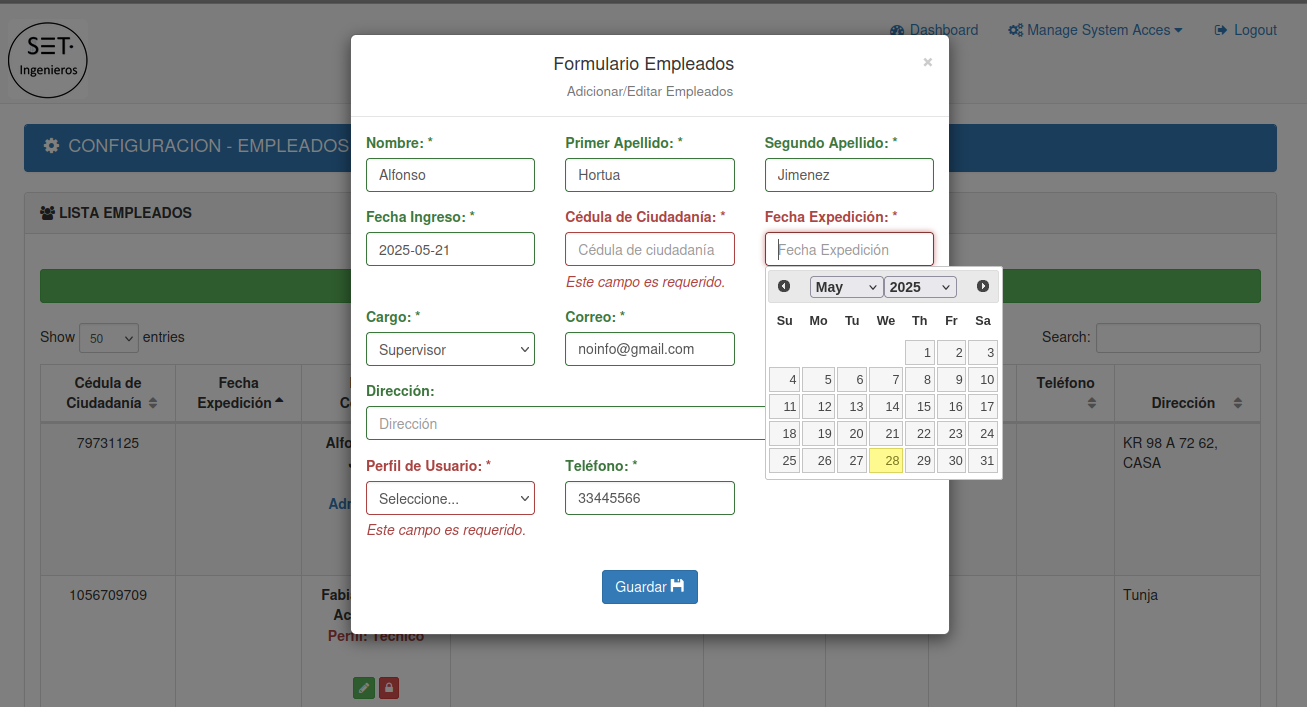 SET.
Ingenieros
Dashboard
Manage System Acces
Logout
CONFIGURACION - EMPLEADOS
LISTA EMPLEADOS
Formulario Empleados
×
Adicionar/Editar Empleados
Nombre: * Primer Apellido: * Segundo Apellido: *
Alfonso Hortua Jimenez
Fecha Ingreso: * Cédula de Ciudadanía: * Fecha Expedición: *
2025-05-21 Cédula de ciudadanía Fecha Expedición
Este campo es requerido.
May 2025
Su Mo Tu We Th Fr Sa
1 2 3
4 5 6 7 8 9 10
11 12 13 14 15 16 17
18 19 20 21 22 23 24
25 26 27 28 29 30 31
Cargo: * Correo: *
Supervisor noinfo@gmail.com
Dirección:
Dirección
Perfil de Usuario: * Teléfono: *
Seleccione... 33445566
Este campo es requerido.
Guardar
Show 50 entries
Search:
Cédula de Ciudadanía
Fecha Expedición
Teléfono
Dirección
79731125
KR 98 A 72 62,
CASA
1056709709
Perfil: Técnico
Tunja